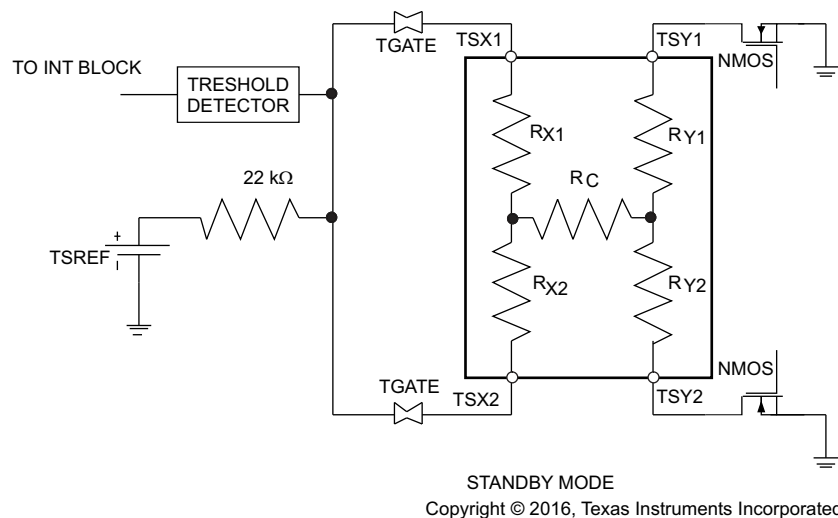 TGATE
TSX1
TSY1
NMOS
TO INT BLOCK
TRESHOLD
DETECTOR
RX1
RY1
22 kΩ
RC
+
TSREF
RX2
RY2
TGATE
TSX2
TSY2
NMOS
STANDBY MODE
Copyright © 2016, Texas Instruments Incorporated